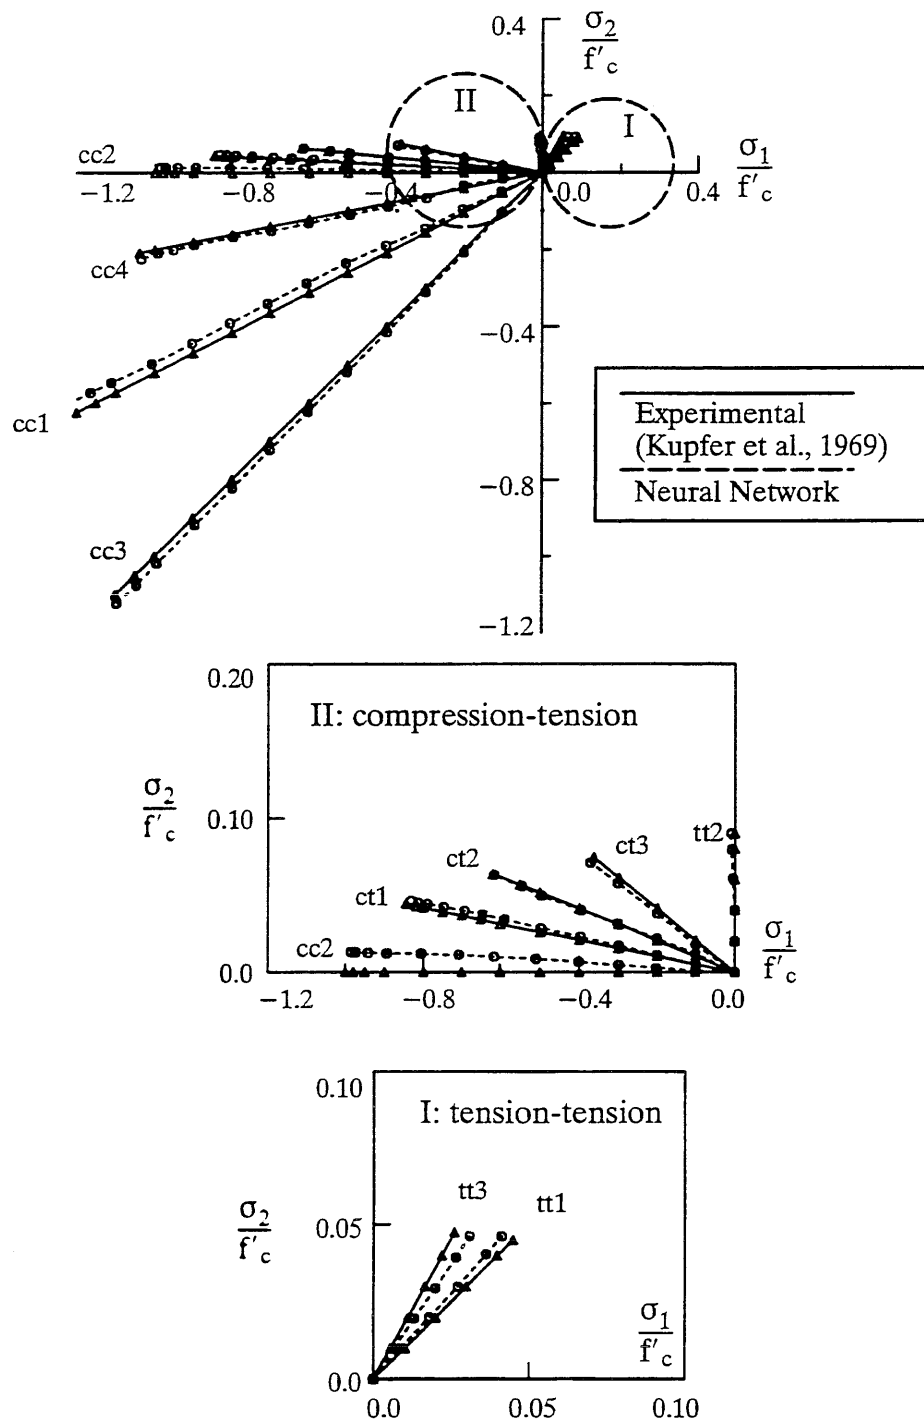 0.4
σ2
f'c
II
I
cc2
σ1
f'c
−1.2
−0.8
−0.4
0.0
0.4
cc4
−0.4
cc1
Experimental
(Kupfer et al., 1969)
Neural Network
−0.8
cc3
−1.2
0.20
II: compression-tension
σ2
f'c
0.10
tt2
ct3
ct2
ct1
cc2
σ1
f'c
0.0
−1.2
−0.8
−0.4
0.0
0.10
I: tension-tension
tt3
tt1
σ2
f'c
0.05
σ1
f'c
0.0
0.0
0.05
0.10